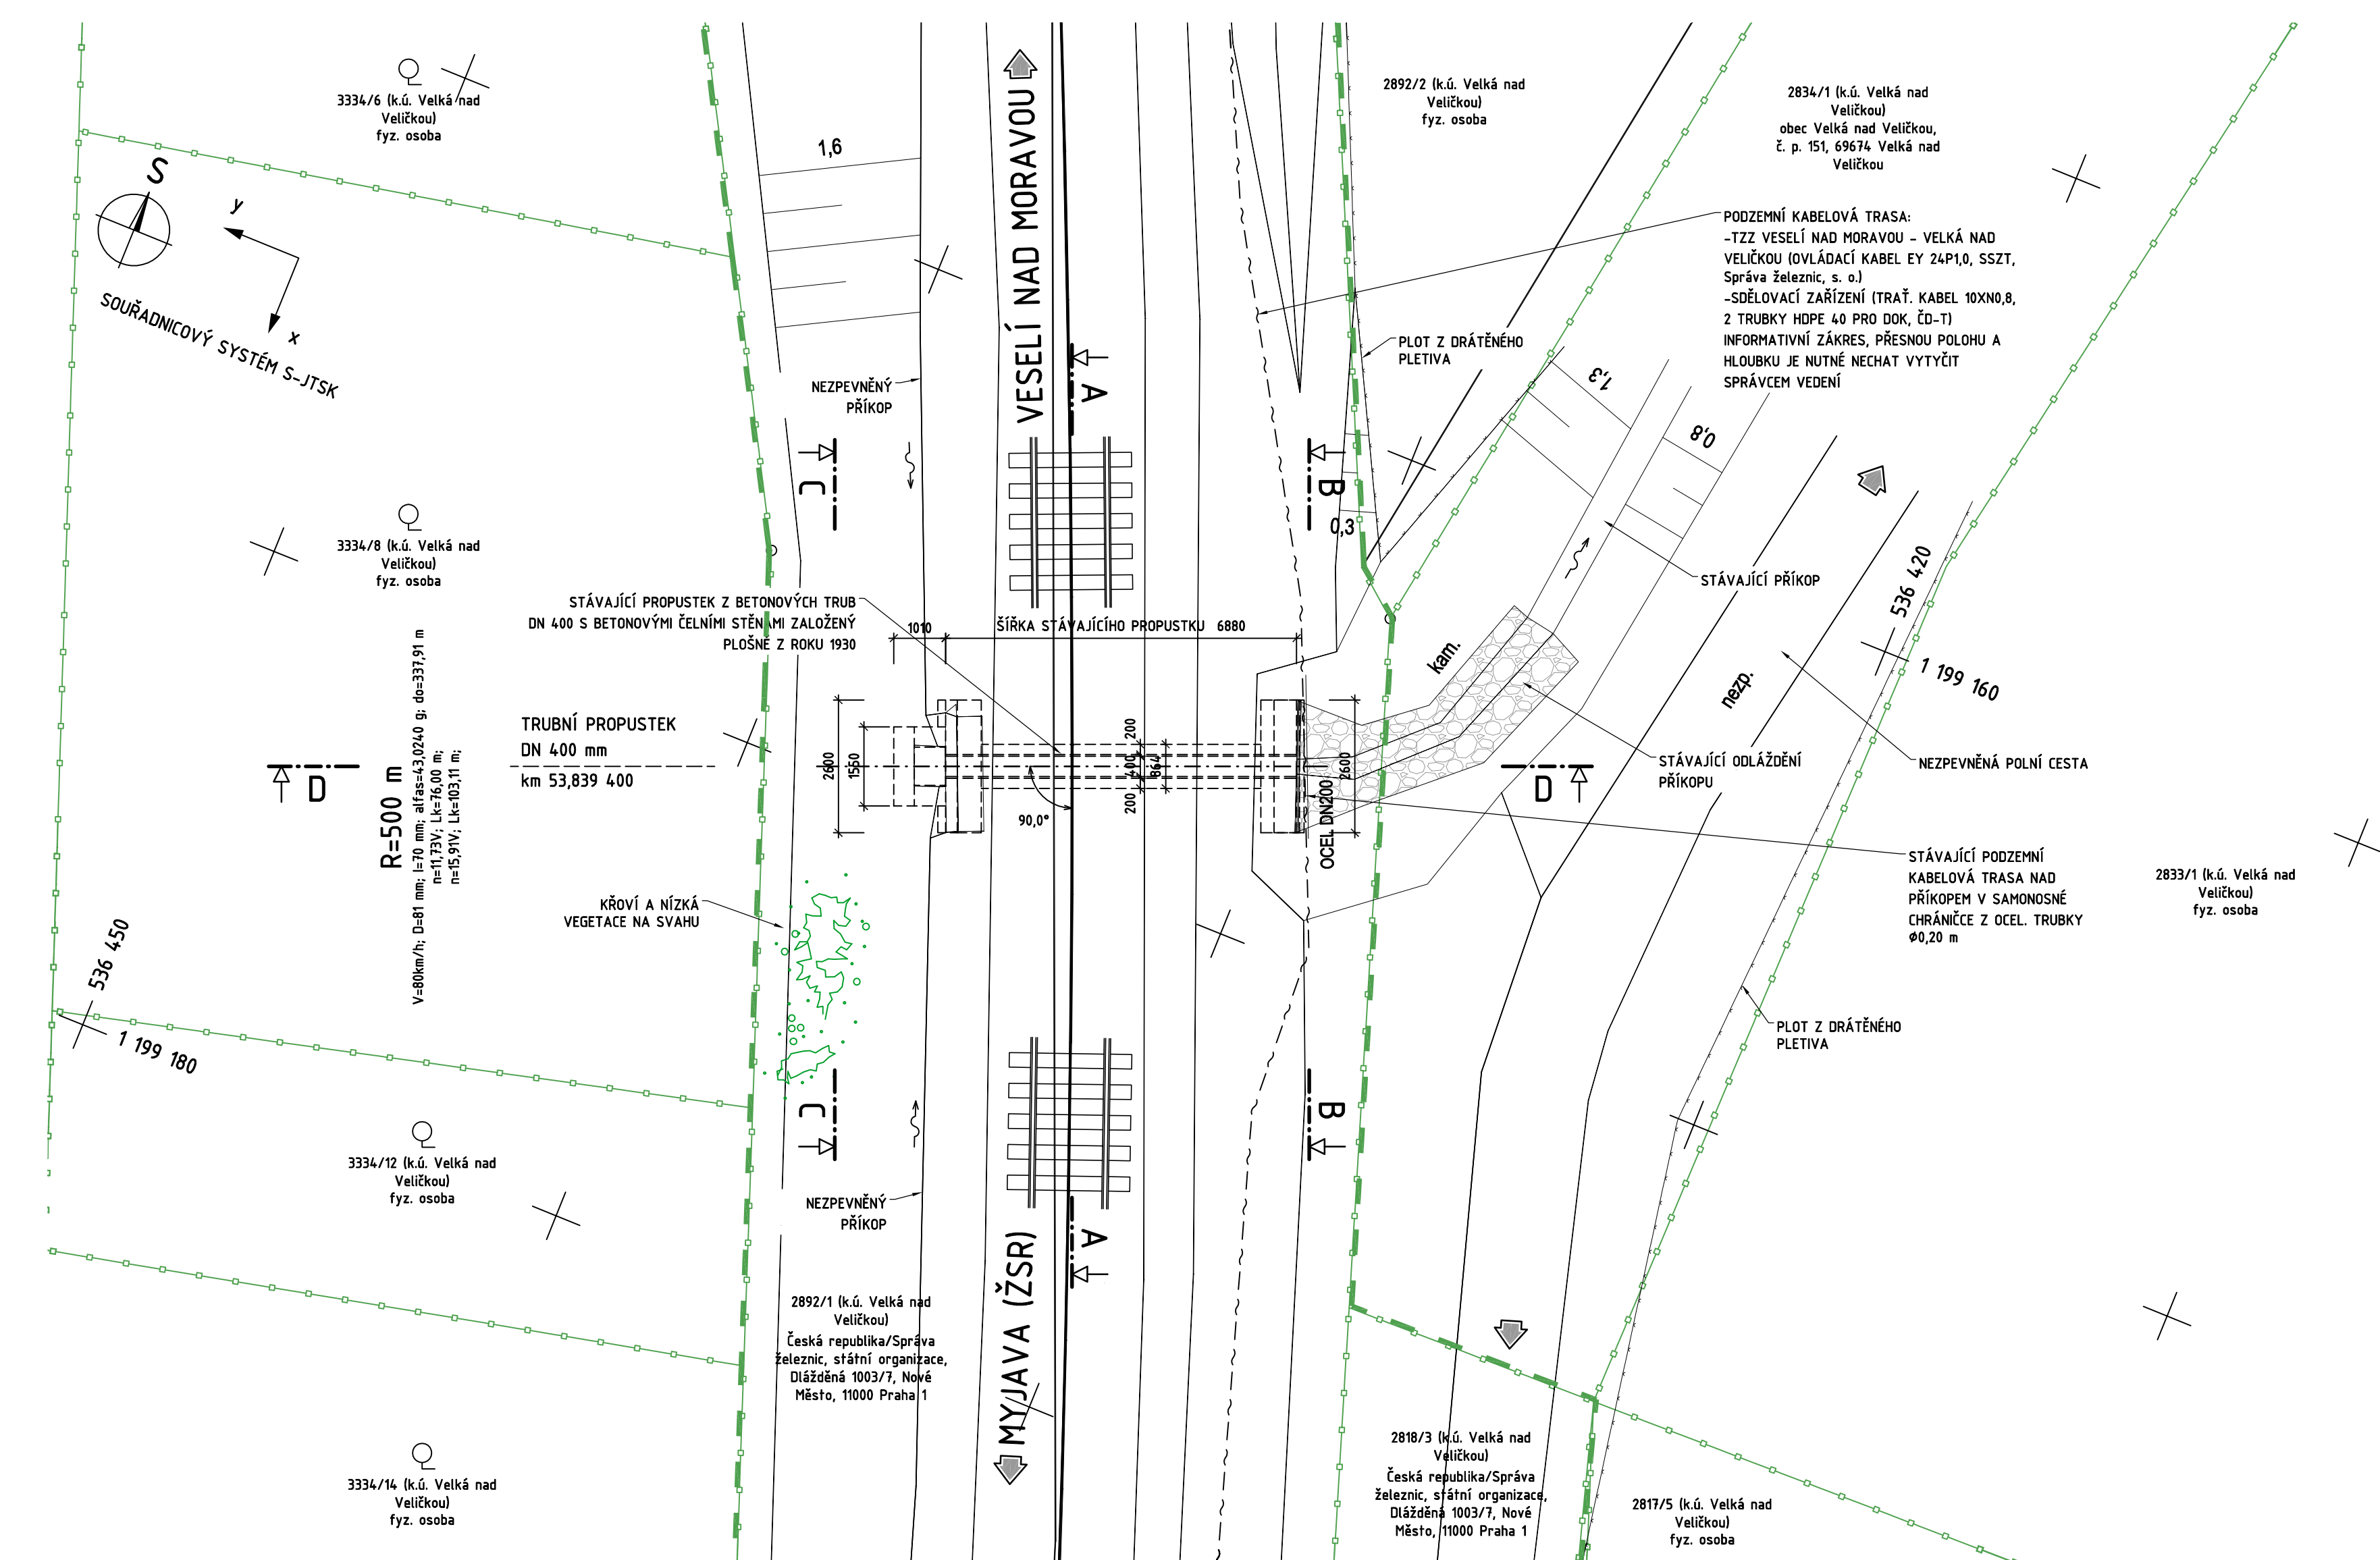 3334/6 (k.ú. Velká nad
Veličkou)
fyz. osoba
S
y
x
SOUŘADNICOVÝ SYSTÉM S-JTSK
1,6
VESELÍ NAD MORAVOU
2892/2 (k.ú. Velká nad
Veličkou)
fyz. osoba
2834/1 (k.ú. Velká nad
Veličkou)
obec Velká nad Veličkou,
č. p. 151, 69674 Velká nad
Veličkou
PODZEMNÍ KABELOVÁ TRASA:
-TZZ VESELÍ NAD MORAVOU - VELKÁ NAD
VELIČKOU (OVLÁDACÍ KABEL EY 24P1,0, SSZT,
Správa železnic, s. o.)
-SDĚLOVACÍ ZAŘÍZENÍ (TRAŤ. KABEL 10XN0,8,
2 TRUBKY HDPE 40 PRO DOK, ČD-T)
INFORMATIVNÍ ZÁKRES, PŘESNOU POLOHU A
HLOUBKU JE NUTNÉ NECHAT VYTYČIT
SPRÁVCEM VEDENÍ
PLOT Z DRÁTĚNÉHO
PLETIVA
NEZPEVNĚNÝ
PŘÍKOP
A
1,3
0,8
C
B
0,3
3334/8 (k.ú. Velká nad
Veličkou)
fyz. osoba
STÁVAJÍCÍ PROPUSTEK Z BETONOVÝCH TRUB
DN 400 S BETONOVÝMI ČELNÍMI STĚNAMI ZALOŽENÝ
PLOŠNĚ Z ROKU 1930
1010
ŠÍŘKA STÁVAJÍCÍHO PROPUSTKU 6880
STÁVAJÍCÍ PŘÍKOP
536 420
1 199 160
kam.
nezp.
R=500 m
V=80km/h; D=81 mm; I=70 mm; alfas=43,0240 g; do=337,91 m
n=11,73V; Lk=76,00 m;
n=15,91V; Lk=103,11 m;
TRUBNÍ PROPUSTEK
DN 400 mm
km 53,839 400
D
2600
1550
200
400
200
864
90,0°
2600
OCEL DN200
D
STÁVAJÍCÍ ODLÁŽDĚNÍ
PŘÍKOPU
NEZPEVNĚNÁ POLNÍ CESTA
STÁVAJÍCÍ PODZEMNÍ
KABELOVÁ TRASA NAD
PŘÍKOPEM V SAMONOSNÉ
CHRÁNIČCE Z OCEL. TRUBKY
Ø0,20 m
2833/1 (k.ú. Velká nad
Veličkou)
fyz. osoba
KŘOVÍ A NÍZKÁ
VEGETACE NA SVAHU
536 450
1 199 180
PLOT Z DRÁTĚNÉHO
PLETIVA
C
B
3334/12 (k.ú. Velká nad
Veličkou)
fyz. osoba
NEZPEVNĚNÝ
PŘÍKOP
A
MYJAVA (ŽSR)
2892/1 (k.ú. Velká nad
Veličkou)
Česká republika/Správa
železnic, státní organizace,
Dlážděná 1003/7, Nové
Město, 11000 Praha 1
3334/14 (k.ú. Velká nad
Veličkou)
fyz. osoba
2818/3 (k.ú. Velká nad
Veličkou)
Česká republika/Správa
železnic, státní organizace,
Dlážděná 1003/7, Nové
Město, 11000 Praha 1
2817/5 (k.ú. Velká nad
Veličkou)
fyz. osoba